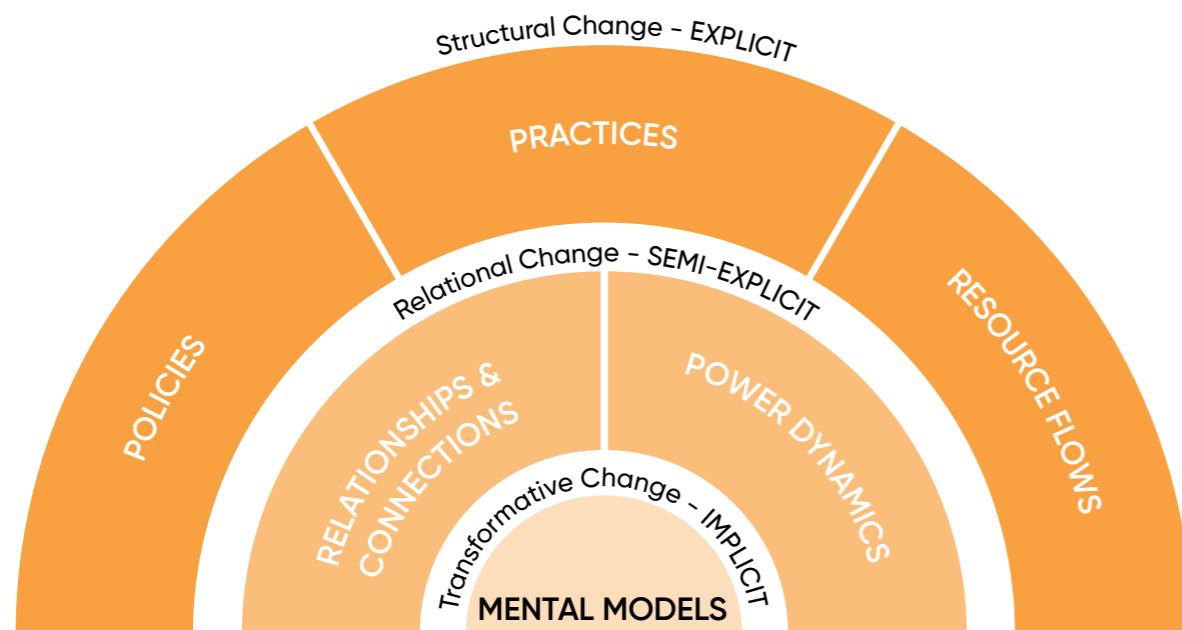 Structural Change - EXPLICIT
PRACTICES
POLICIES
RESOURCE FLOWS
Relational Change - SEMI-EXPLICIT
RELATIONSHIPS &
CONNECTIONS
POWER DYNAMICS
Transformative Change - IMPLICIT
MENTAL MODELS